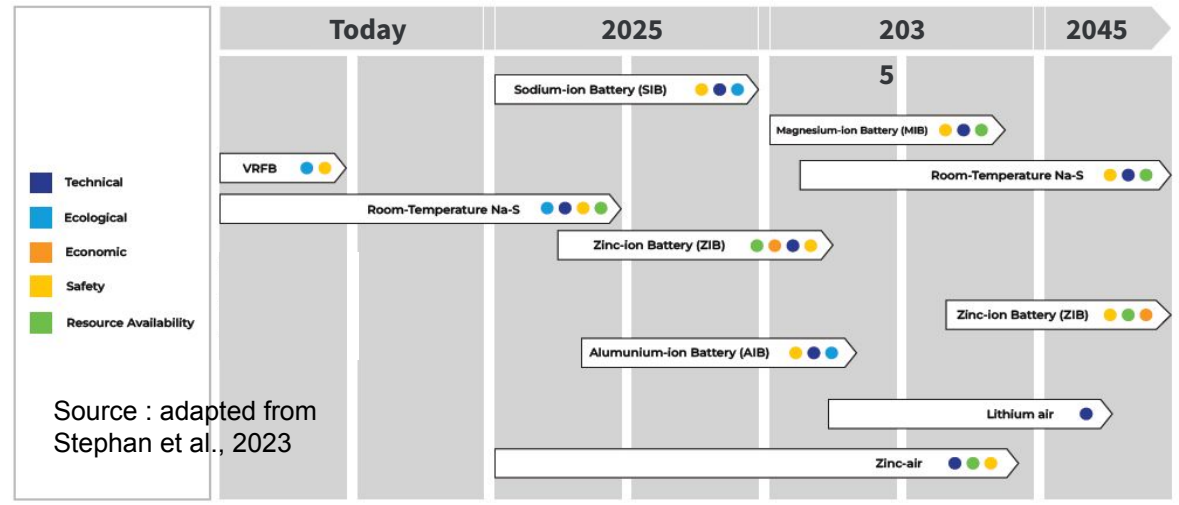 Today
2025
203
5
2045
Sodium-ion Battery (SIB)
Magnesium-ion Battery (MIB)
VRFB
Room-Temperature Na-S
Technical
Room-Temperature Na-S
Ecological
Zinc-ion Battery (ZIB)
Economic
Safety
Zinc-ion Battery (ZIB)
Resource Availability
Alumunium-ion Battery (AIB)
Source : adapted from
Stephan et al., 2023
Lithium air
Zinc-air